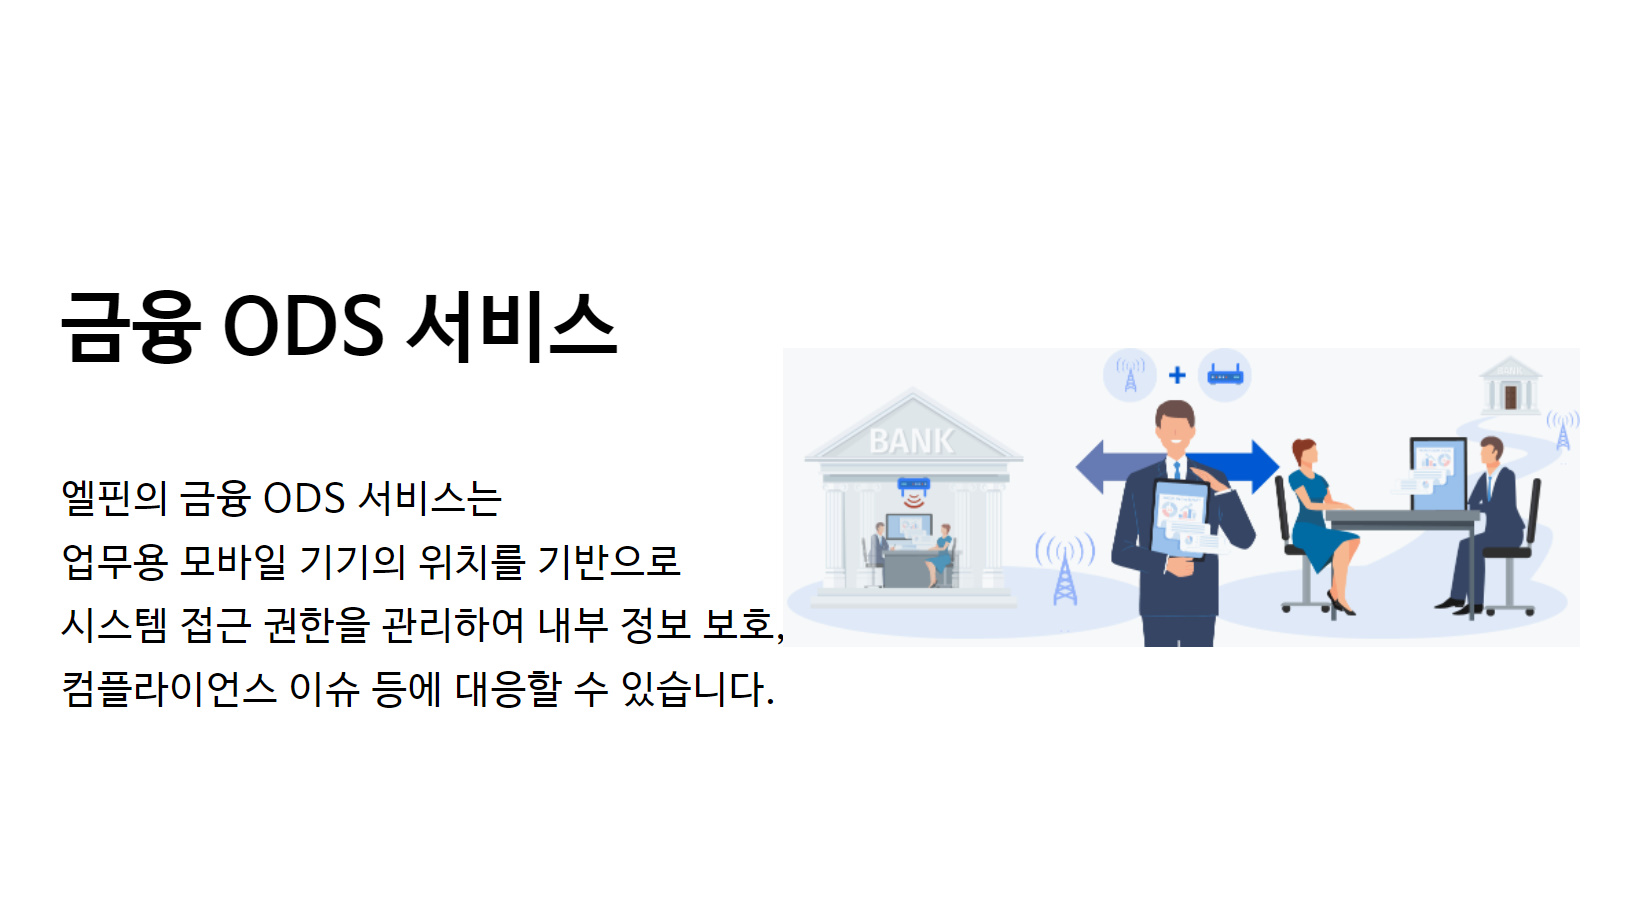 금융 ODS 서비스
엘핀의 금융 ODS 서비스는
업무용 모바일 기기의 위치를 기반으로
시스템 접근 권한을 관리하여 내부 정보 보호,
컴플라이언스 이슈 등에 대응할 수 있습니다.
BANK
BANK